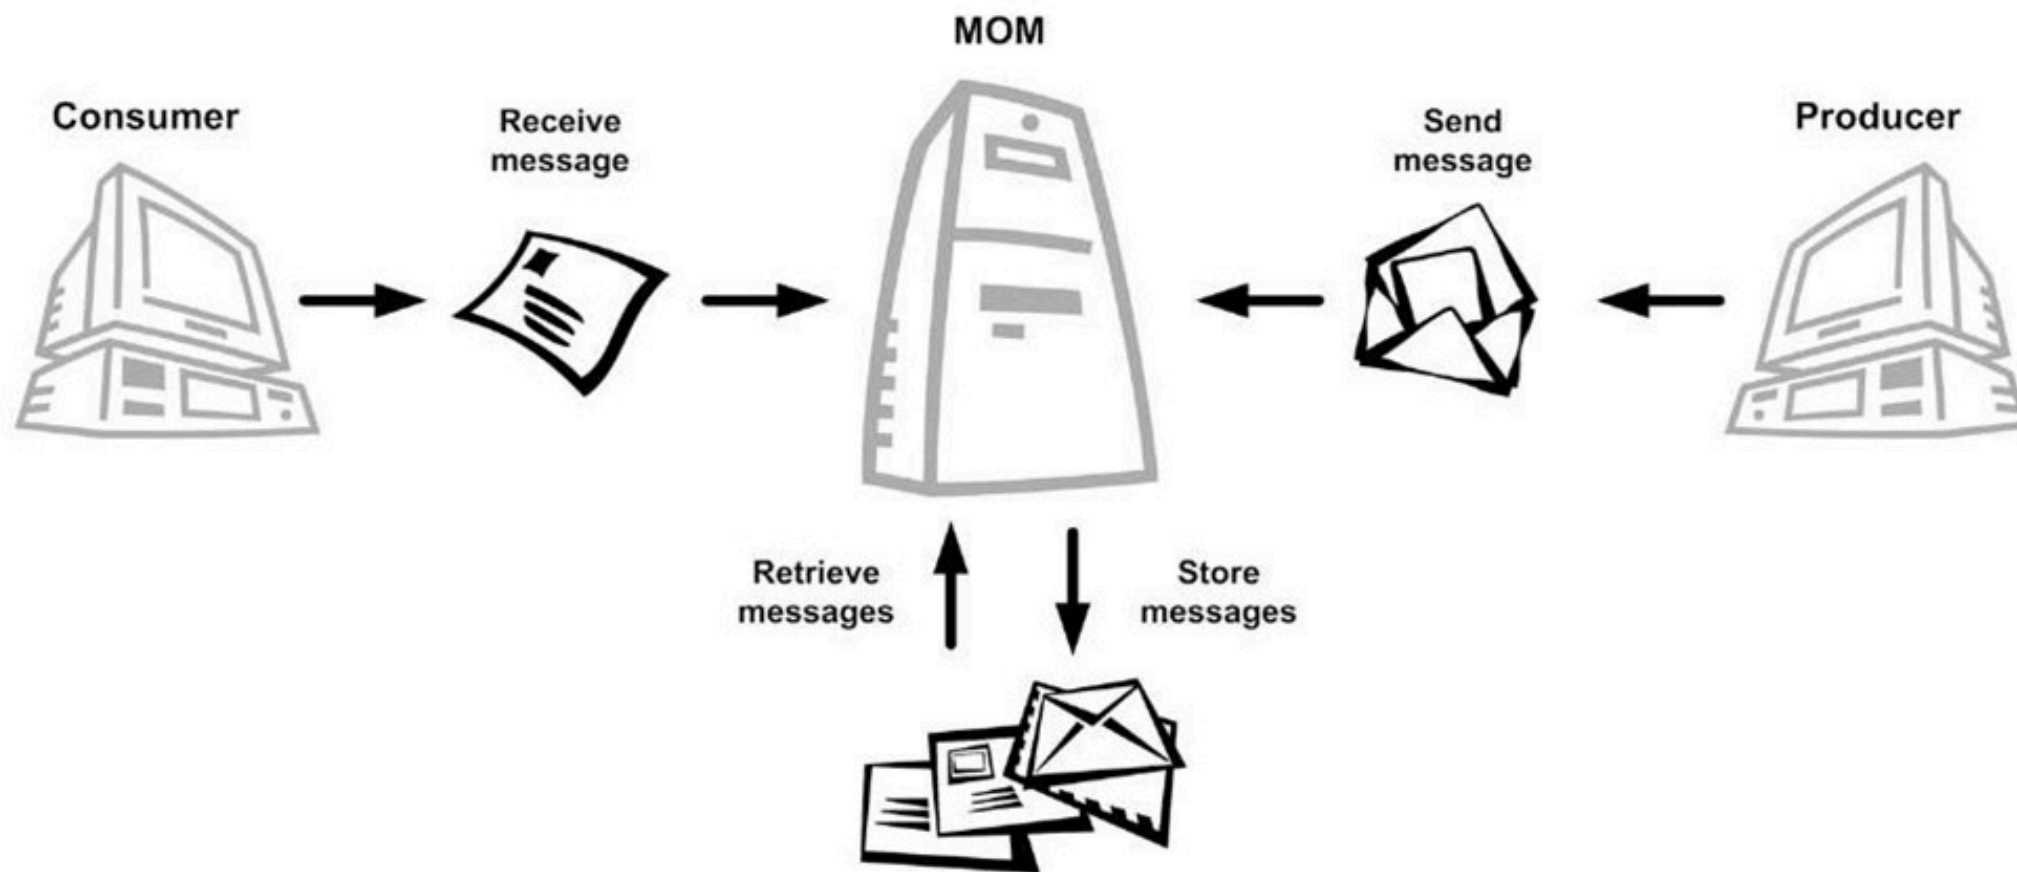 MOM
Consumer
Receive
message
Send
message
Producer
Retrieve
messages
Store
messages